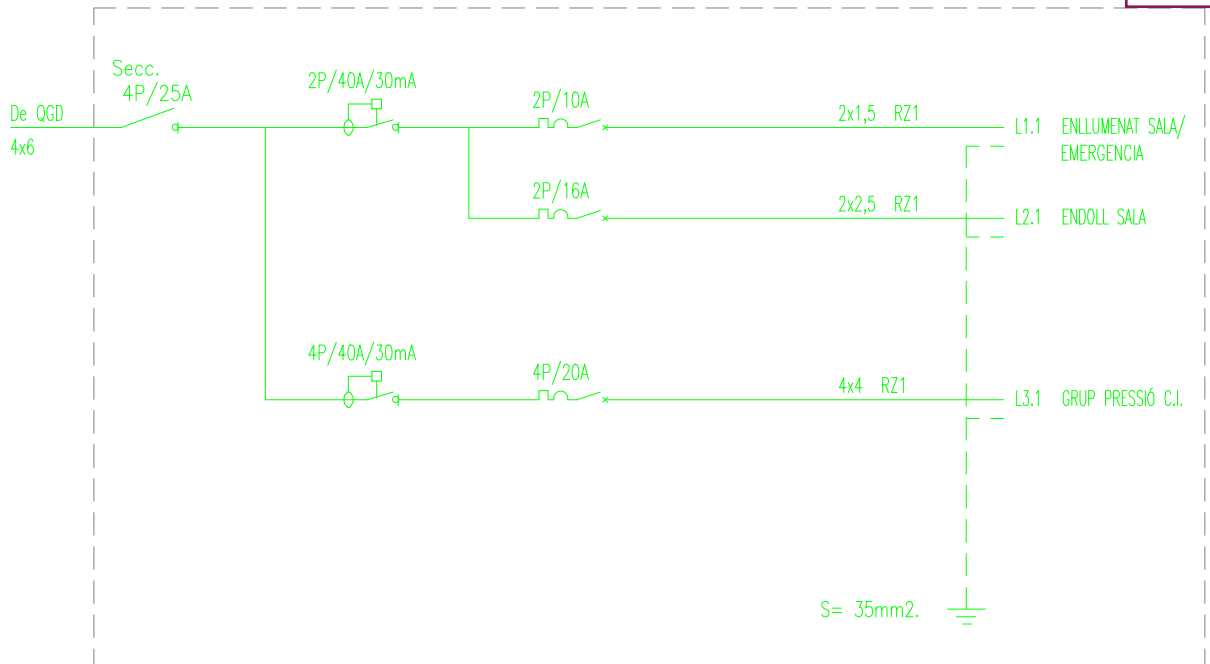 Secc.
4P/25A
De QGD
4x6
2P/40A/30mA
2P/10A
2x1,5 RZ1
L1.1 ENLLUMENAT SALA/
EMERGENCIA
2P/16A
2x2,5 RZ1
L2.1 ENDOLL SALA
4P/40A/30mA
4P/20A
4x4 RZ1
L3.1 GRUP PRESSIÓ C.I.
S= 35mm2.